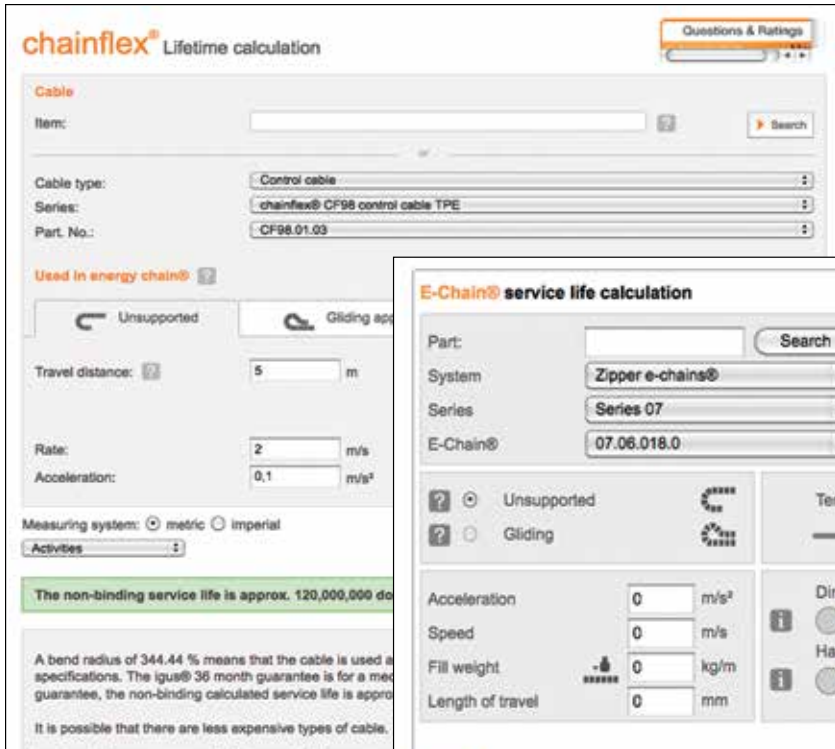 chainflex® Lifetime calculation
Questions & Ratings
Cable
Item:
?
Search
or
Cable type:
Control cable
Series:
chainflex® CF98 control cable TPE
Part. No.:
CF98.01.03
Used in energy chain® ?
Unsupported
Gliding app
Travel distance: ?
5
m
Rate:
2
m/s
Acceleration:
0,1
m/s²
Measuring system: metric imperial
Activities
The non-binding service life is approx. 120,000,000 do
A bend radius of 344.44 % means that the cable is used a
specifications. The igus® 36 month guarantee is for a
guarantee, the non-binding calculated service life is appro
It is possible that there are less expensive types of cable.
E-Chain® service life calculation
Part:
Search
System
Zipper e-chains®
Series
Series 07
E-Chain®
07.06.018.0
? Unsupported
? Gliding
Te
Acceleration
0
m/s²
Speed
0
m/s
Fill weight
0
kg/m
Length of travel
0
mm
Dir
i
Ha
i